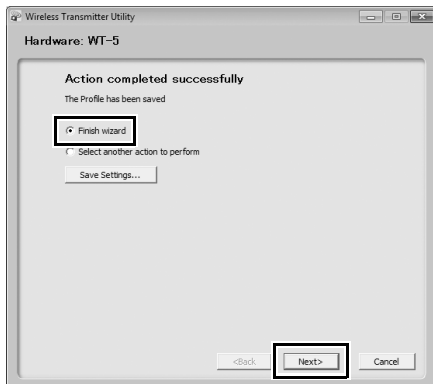 Wireless Transmitter Utility
Hardware: WT-5
Action completed successfully
The Profile has been saved
Finish wizard
Select another action to perform
Save Settings...
<Back Next> Cancel